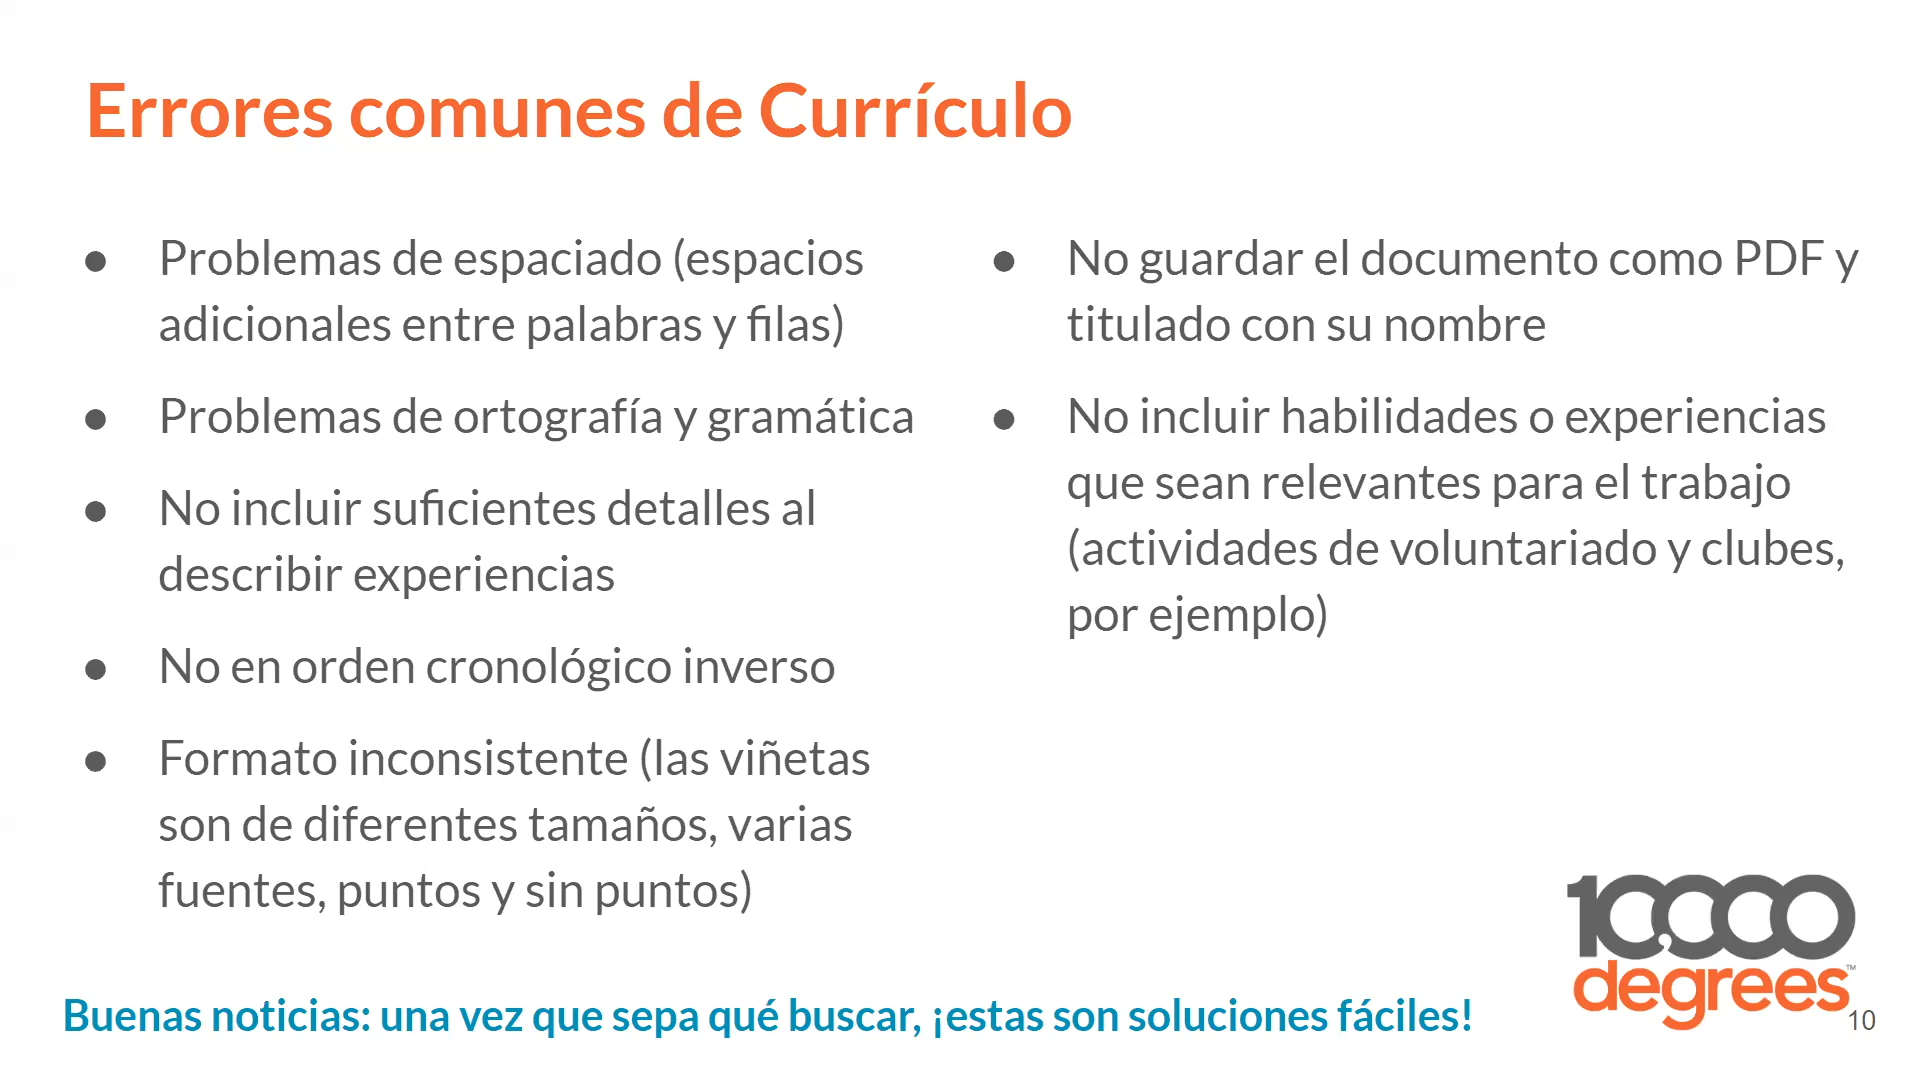 Errores comunes de Currículo
● Problemas de espaciado (espacios
adicionales entre palabras y filas)
● Problemas de ortografía y gramática
● No incluir suficientes detalles al
describir experiencias
● No en orden cronológico inverso
● Formato inconsistente (las viñetas
son de diferentes tamaños, varias
fuentes, puntos y sin puntos)
● No guardar el documento como PDF y
titulado con su nombre
● No incluir habilidades o experiencias
que sean relevantes para el trabajo
(actividades de voluntariado y clubes,
por ejemplo)
Buenas noticias: una vez que sepa qué buscar, ¡estas son soluciones fáciles!
10,000
degrees™
10